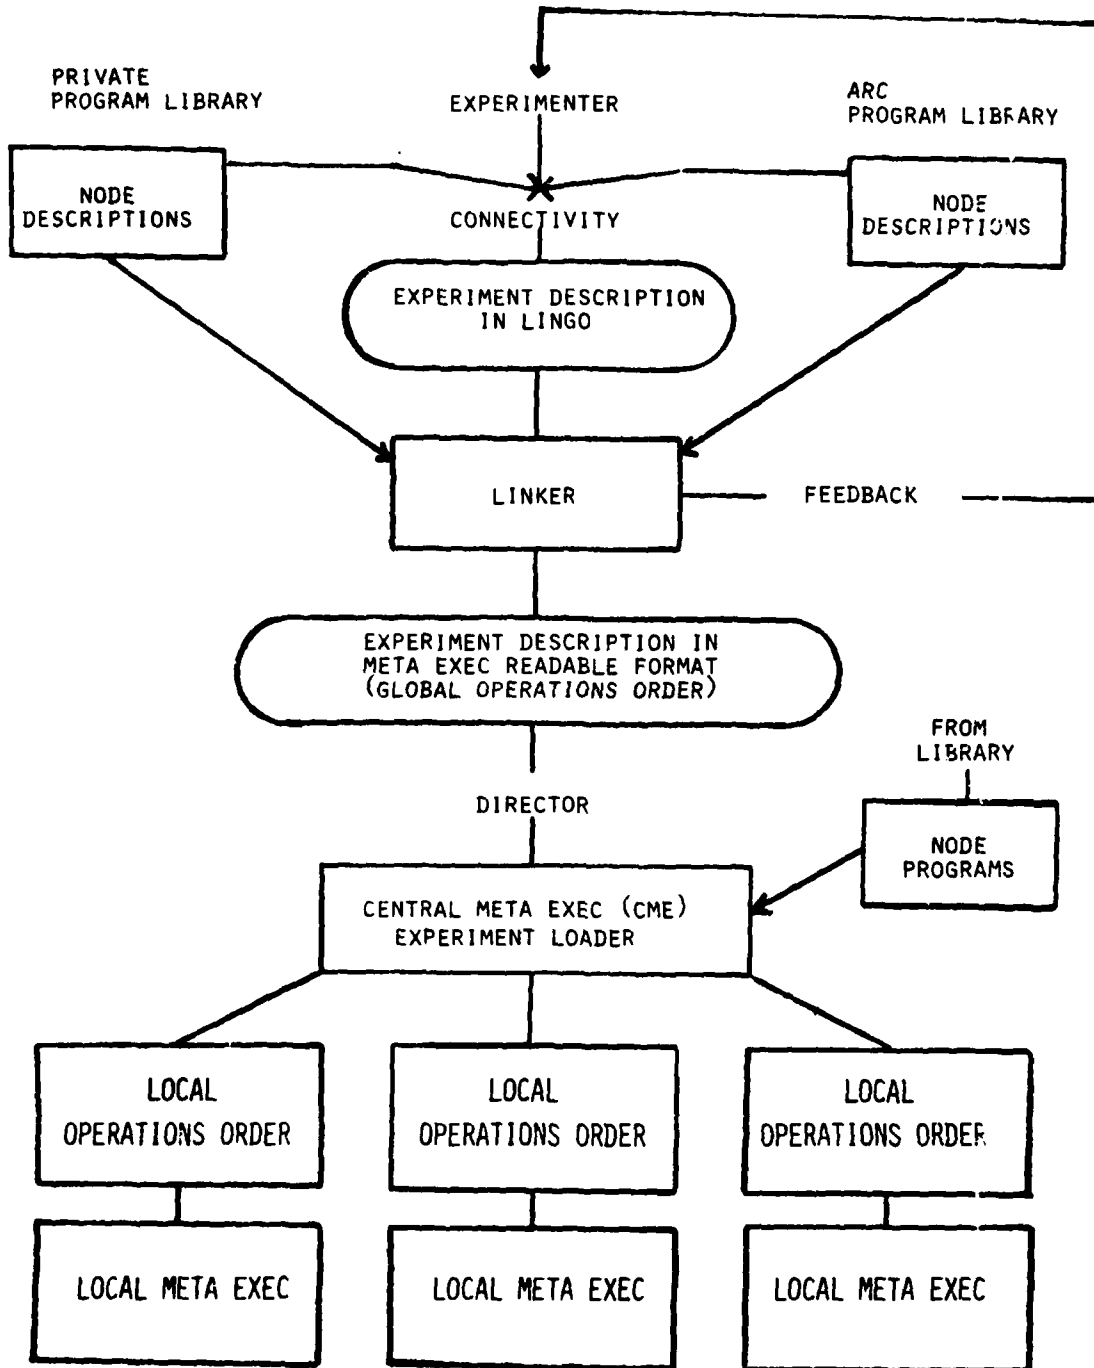 PRIVATE
PROGRAM LIBRARY
EXPERIMENTER
ARC
PROGRAM LIBRARY
NODE
DESCRIPTIONS
CONNECTIVITY
NODE
DESCRIPTIONS
EXPERIMENT DESCRIPTION
IN LINGO
LINKER
FEEDBACK
EXPERIMENT DESCRIPTION IN
META EXEC READABLE FORMAT
(GLOBAL OPERATIONS ORDER)
FROM
LIBRARY
DIRECTOR
NODE
PROGRAMS
CENTRAL META EXEC (CME)
EXPERIMENT LOADER
LOCAL
OPERATIONS ORDER
LOCAL
OPERATIONS ORDER
LOCAL
OPERATIONS ORDER
LOCAL META EXEC
LOCAL META EXEC
LOCAL META EXEC